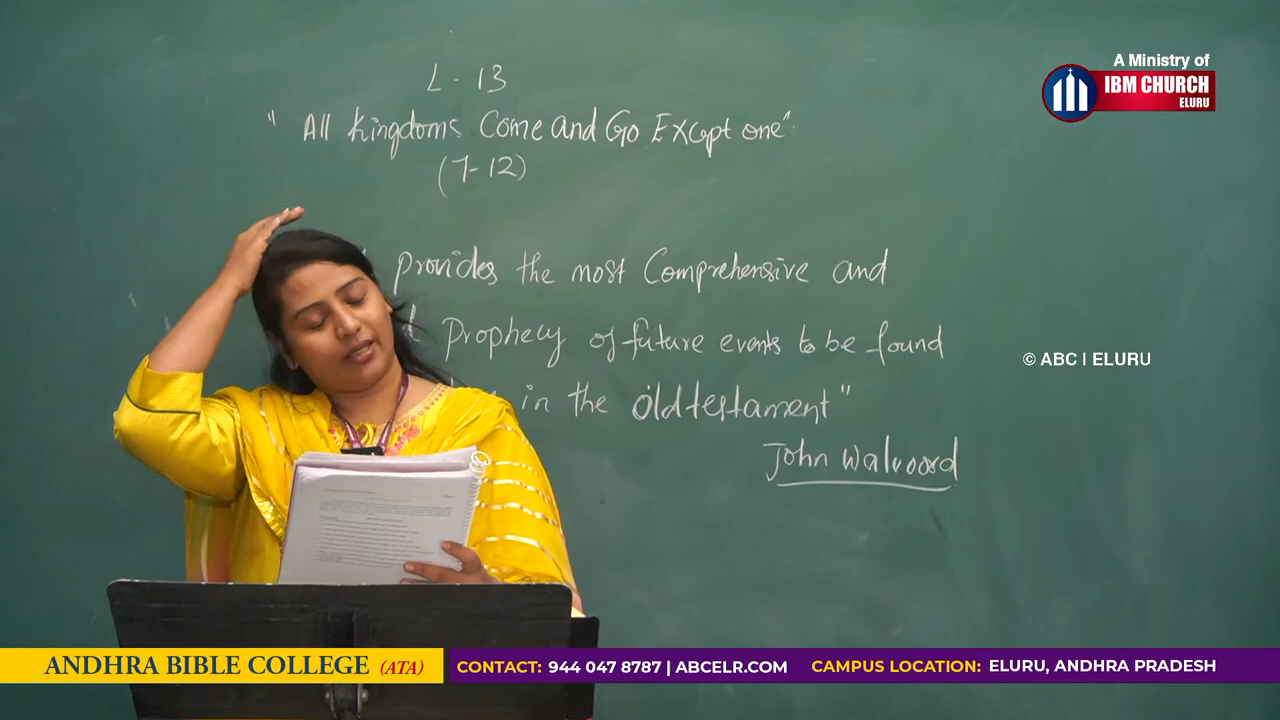 L - 13
" All Kingdoms Come and Go Except one"
(7-12)
provides the most Comprehensive and
Prophecy of future events to be found
in the old testament"
John Walvoord
A Ministry of
IBM CHURCH
ELURU
© ABC | ELURU
ANDHRA BIBLE COLLEGE (ATA)
CONTACT: 944 047 8787 | ABCELR.COM
CAMPUS LOCATION: ELURU, ANDHRA PRADESH